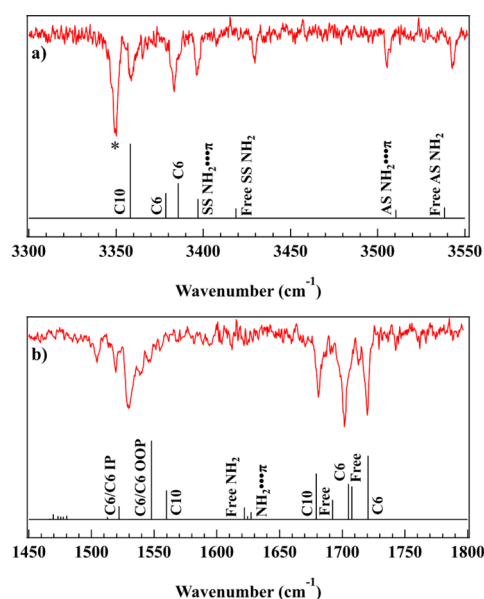 a)
*
C10
C6
C6
SS NH₂•••π
Free SS NH₂
AS NH₂•••π
Free AS NH₂
3300 3350 3400 3450 3500 3550
Wavenumber (cm⁻¹)
b)
C6/C6 IP
C6/C6 OOP
C10
Free NH₂
NH₂•••π
C10
Free
C6
Free
C6
1450 1500 1550 1600 1650 1700 1750 1800
Wavenumber (cm⁻¹)